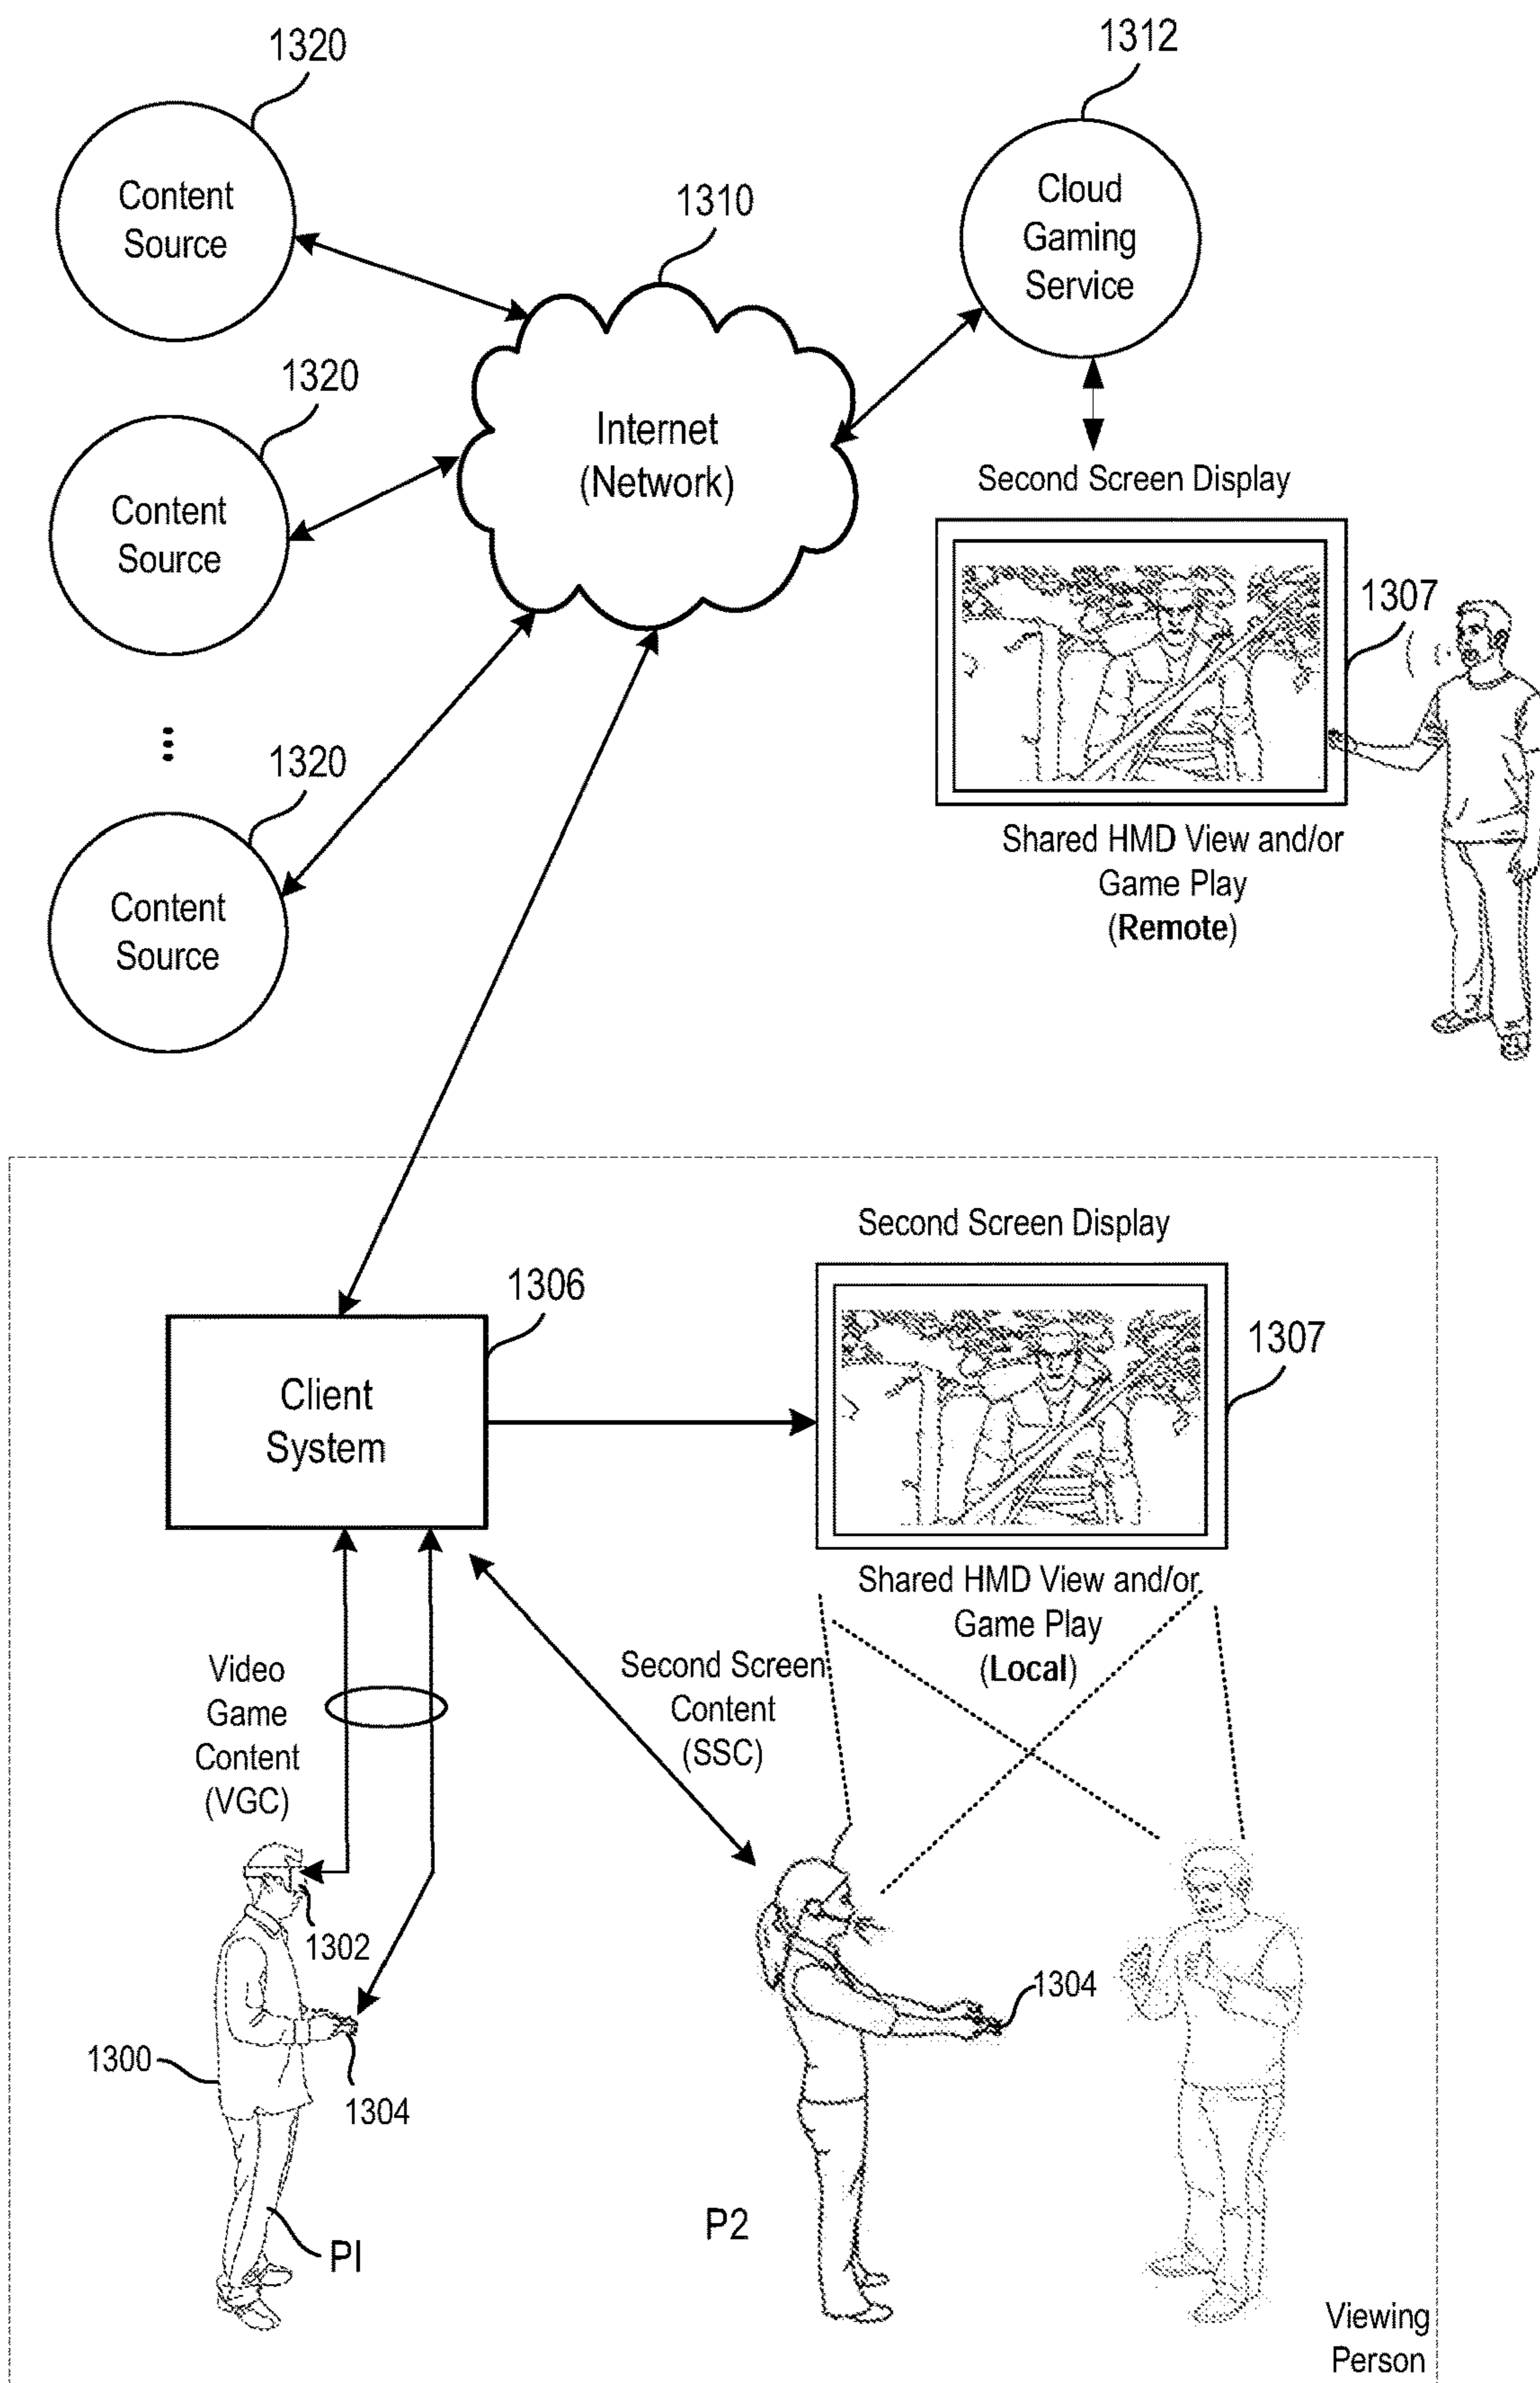 1320
1312
Content
Source
1310
Cloud
Gaming
Service
1320
Content
Source
Internet
(Network)
Second Screen Display
1307
1320
Content
Source
Shared HMD View and/or
Game Play
(Remote)
Second Screen Display
1306
1307
Client
System
Shared HMD View and/or
Game Play
(Local)
Video
Game
Content
(VGC)
Second Screen
Content
(SSC)
1302
1304
1300
1304
P2
PI
Viewing
Person